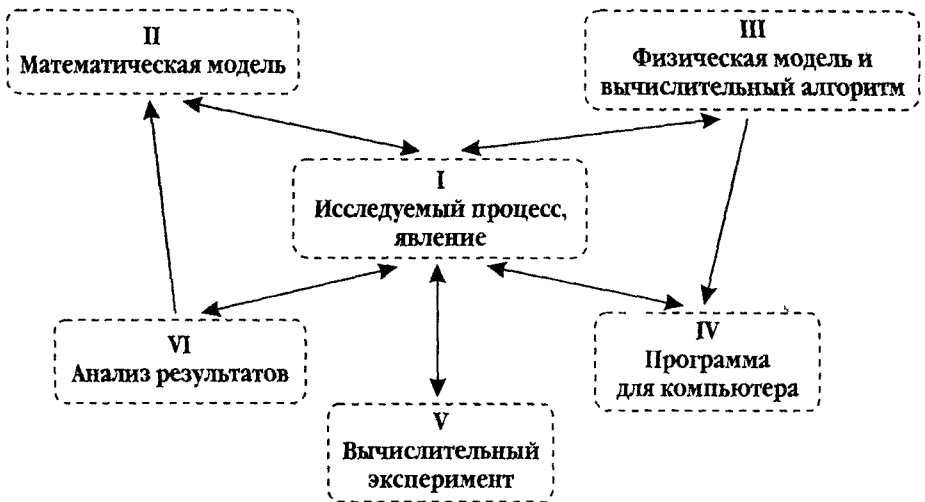 II
Математическая модель
III
Физическая модель и
вычислительный алгоритм
I
Исследуемый процесс,
явление
VI
Анализ результатов
IV
Программа
для компьютера
V
Вычислительный
эксперимент